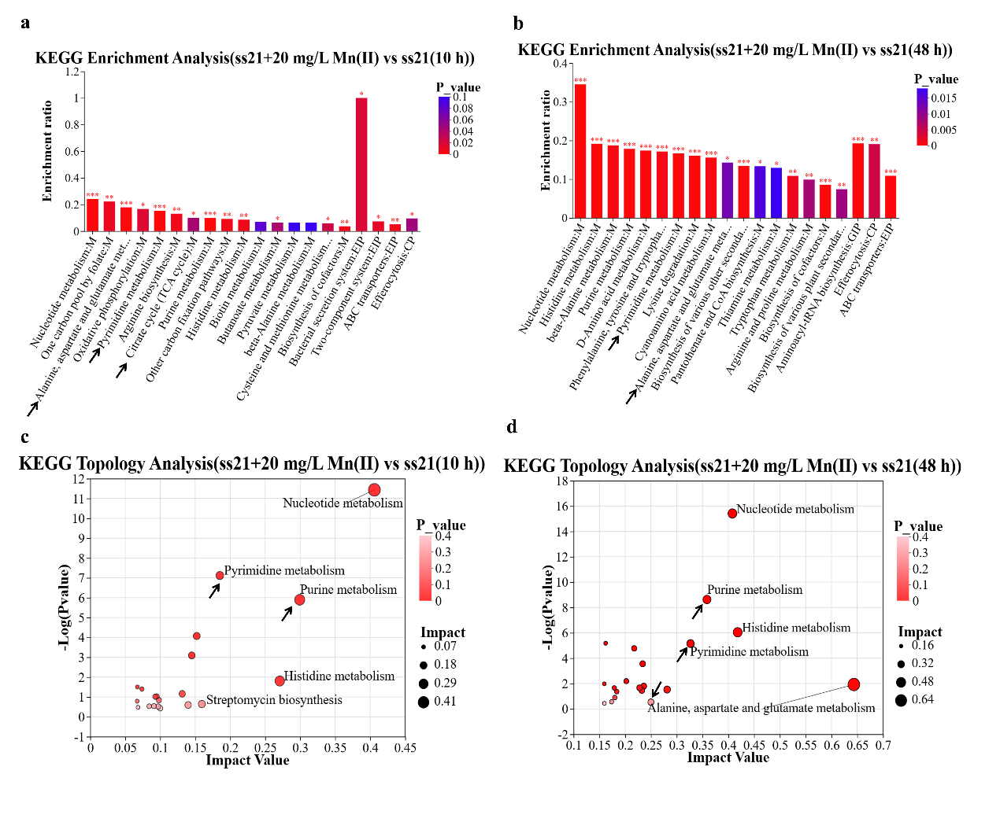 a
KEGG Enrichment Analysis(ss21+20 mg/L Mn(II) vs ss21(10 h))
Enrichment ratio
1.2
1
0.8
0.6
0.4
0.2
0
***
**
***
*
***
**
*
***
**
**
*
*
**
*
*
**
*
P_value
0.1
0.08
0.06
0.04
0.02
0
Nucleotide metabolism:M
One carbon pool by folate:M
Alanine, aspartate and glutamate met...
Oxidative phosphorylation:M
Pyrimidine metabolism:M
Arginine biosynthesis:M
Citrate cycle (TCA cycle):M
Purine metabolism:M
Other carbon fixation pathways:M
Histidine metabolism:M
Biotin metabolism:M
Butanoate metabolism:M
Pyruvate metabolism:M
beta-Alanine metabolism:M
Cysteine and methionine metabolism...
Biosynthesis of cofactors:M
Bacterial secretion system:EIP
Two-component system:EIP
ABC transporters:EIP
Efferocytosis:CP
b
KEGG Enrichment Analysis(ss21+20 mg/L Mn(II) vs ss21(48 h))
Enrichment ratio
0.4
0.3
0.2
0.1
0
***
***
***
***
***
***
***
***
***
*
***
*
*
**
**
***
**
***
**
***
P_value
0.015
0.01
0.005
0
Nucleotide metabolism:M
Histidine metabolism:M
beta-Alanine metabolism:M
Purine metabolism:M
D-Amino acid metabolism:M
Phenylalanine, tyrosine and tryptopha...
Pyrimidine metabolism:M
Lysine degradation:M
Cyanoamino acid metabolism:M
Alanine, aspartate and glutamate meta...
Biosynthesis of various other seconda...
Pantothenate and CoA biosynthesis:M
Thiamine metabolism:M
Tryptophan metabolism:M
Arginine and proline metabolism:M
Biosynthesis of cofactors:M
Biosynthesis of various plant secondar...
Aminoacyl-tRNA biosynthesis:GIP
Efferocytosis:CP
ABC transporters:EIP
c
KEGG Topology Analysis(ss21+20 mg/L Mn(II) vs ss21(10 h))
-Log(Pvalue)
12
11
10
9
8
7
6
5
4
3
2
1
0
-1
Nucleotide metabolism
Pyrimidine metabolism
Purine metabolism
Histidine metabolism
Streptomycin biosynthesis
0
0.05
0.1
0.15
0.2
0.25
0.3
0.35
0.4
0.45
Impact Value
P_value
0.4
0.3
0.2
0.1
0
Impact
0.07
0.18
0.29
0.41
d
KEGG Topology Analysis(ss21+20 mg/L Mn(II) vs ss21(48 h))
-Log(Pvalue)
18
16
14
12
10
8
6
4
2
0
-2
Nucleotide metabolism
Purine metabolism
Histidine metabolism
Pyrimidine metabolism
Alanine, aspartate and glutamate metabolism
0.1
0.15
0.2
0.25
0.3
0.35
0.4
0.45
0.5
0.55
0.6
0.65
0.7
Impact Value
P_value
0.4
0.3
0.2
0.1
0
Impact
0.16
0.32
0.48
0.64